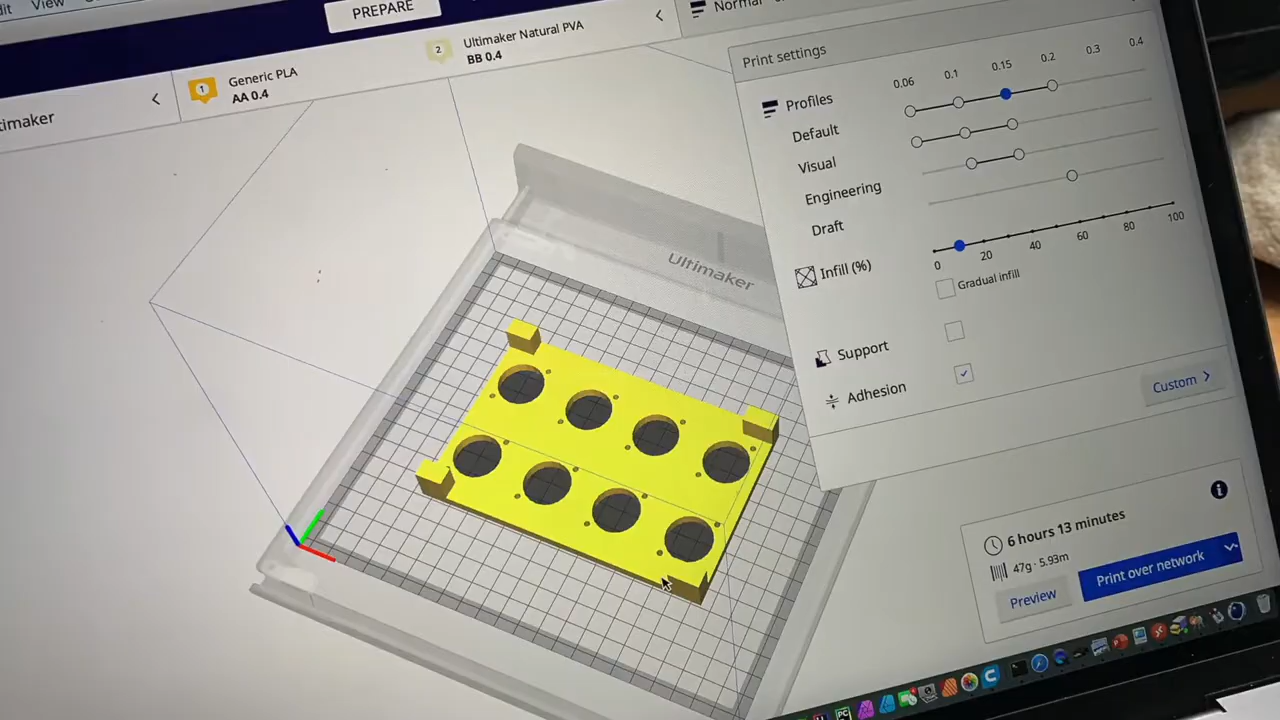 View
PREPARE
timaker
1
Generic PLA
AA 0.4
2
Ultimaker Natural PVA
BB 0.4
Normal
Print settings
0.06 0.1 0.15 0.2 0.3 0.4
Profiles
Default
Visual
Engineering
Draft
Infill (%)
0 20 40 60 80 100
Gradual infill
Support
Adhesion
Custom
Ultimaker
6 hours 13 minutes
47g · 5.93m
Preview
Print over network